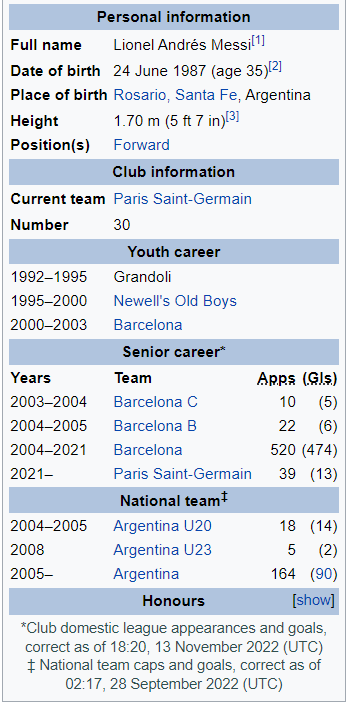 Personal information
Full name Lionel Andrés Messi[1]
Date of birth 24 June 1987 (age 35)[2]
Place of birth Rosario, Santa Fe, Argentina
Height 1.70 m (5 ft 7 in)[3]
Position(s) Forward
Club information
Current team Paris Saint-Germain
Number 30
Youth career
1992–1995 Grandoli
1995–2000 Newell's Old Boys
2000–2003 Barcelona
Senior career*
Years Team Apps (Gls)
2003–2004 Barcelona C 10 (5)
2004–2005 Barcelona B 22 (6)
2004–2021 Barcelona 520 (474)
2021– Paris Saint-Germain 39 (13)
National team‡
2004–2005 Argentina U20 18 (14)
2008 Argentina U23 5 (2)
2005– Argentina 164 (90)
Honours [show]
*Club domestic league appearances and goals,
correct as of 18:20, 13 November 2022 (UTC)
‡ National team caps and goals, correct as of
02:17, 28 September 2022 (UTC)